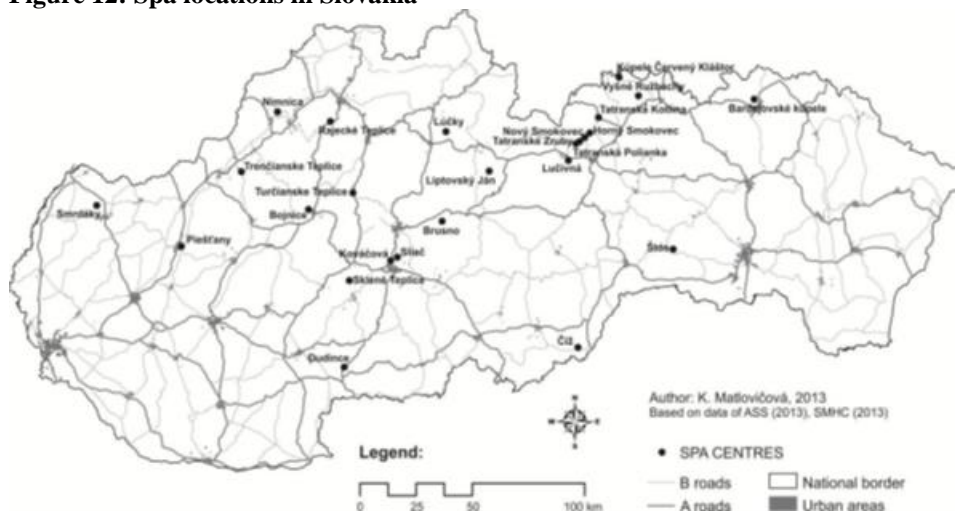 Figure 12: Spa locations in Slovakia
Kúpele Červený Kláštor
Vyšné Ružbachy
Bardejovské kúpele
Nimnica
Tatranská Kotlina
Rajecké Teplice
Lúčky
Nový Smokovec
Horný Smokovec
Tatranské Zruby
Tatranská Polianka
Lučivná
Trenčianske Teplice
Liptovský Ján
Turčianske Teplice
Smrdáky
Bojnice
Brusno
Piešťany
Štós
Kováčová
Sliač
Sklené Teplice
Číž
Dudince
Author: K. Matlovičová, 2013
Based on data of ASS (2013), SMHC (2013)
N
W
E
S
Legend:
SPA CENTRES
B roads
National border
A roads
Urban areas
0 25 50 100 km